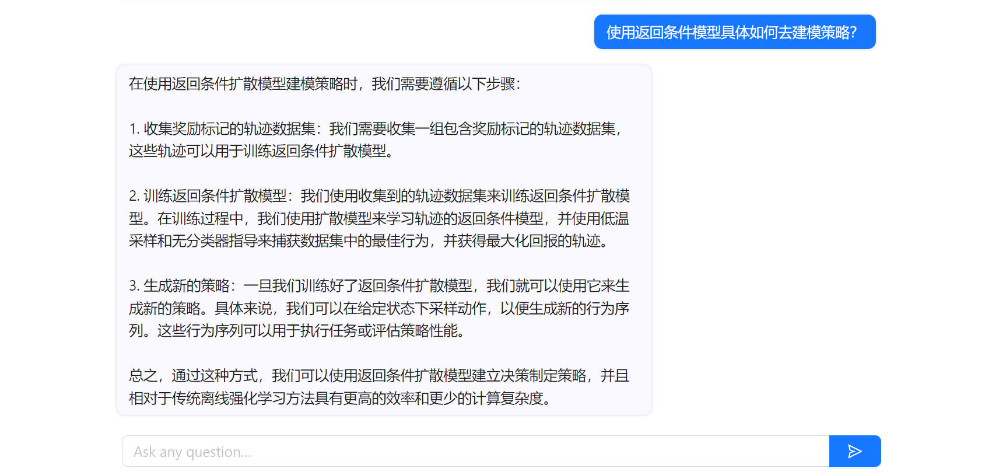 使用返回条件模型具体如何去建模策略?
在使用返回条件扩散模型建模策略时，我们需要遵循以下步骤：
1. 收集奖励标记的轨迹数据集：我们需要收集一组包含奖励标记的轨迹数据集，
这些轨迹可以用于训练返回条件扩散模型。
2. 训练返回条件扩散模型：我们使用收集到的轨迹数据集来训练返回条件扩散模
型。在训练过程中，我们使用扩散模型来学习轨迹的返回条件模型，并使用低温
采样和无分类器指导来捕获数据集中的最佳行为，并获得最大化回报的轨迹。
3. 生成新的策略：一旦我们训练好了返回条件扩散模型，我们就可以使用它来生
成新的策略。具体来说，我们可以在给定状态下采样动作，以便生成新的行为序
列。这些行为序列可以用于执行任务或评估策略性能。
总之，通过这种方式，我们可以使用返回条件扩散模型建立决策制定策略，并且
相对于传统离线强化学习方法具有更高的效率和更少的计算复杂度。
Ask any question...